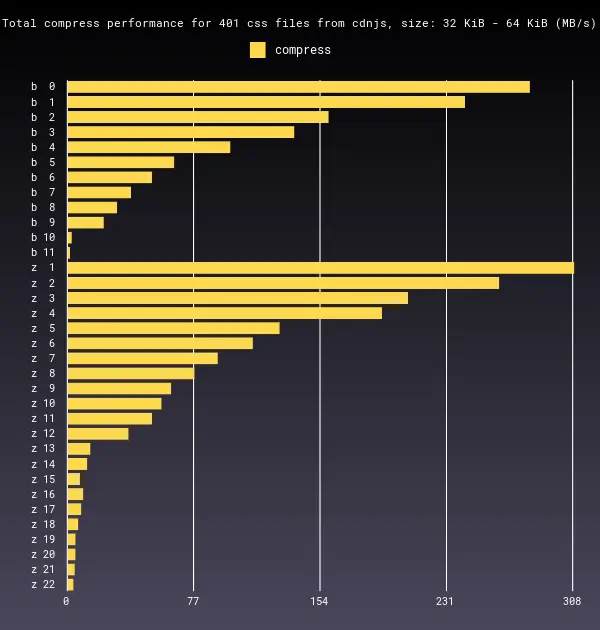 Total compress performance for 401 css files from cdnjs, size: 32 KiB - 64 KiB (MB/s)
compress
b 0
b 1
b 2
b 3
b 4
b 5
b 6
b 7
b 8
b 9
b 10
b 11
z 1
z 2
z 3
z 4
z 5
z 6
z 7
z 8
z 9
z 10
z 11
z 12
z 13
z 14
z 15
z 16
z 17
z 18
z 19
z 20
z 21
z 22
0 77 154 231 308